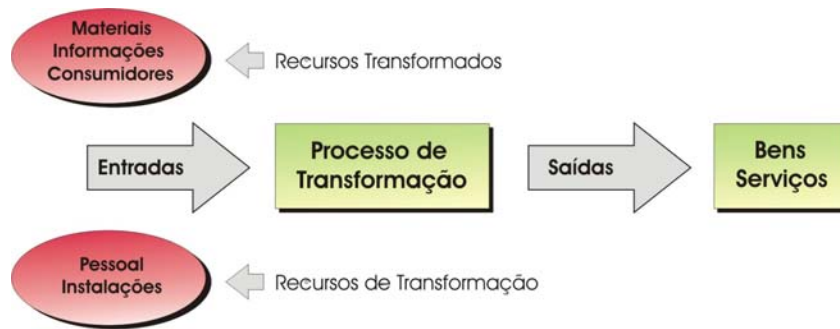 Materiais
Informações
Consumidores
Recursos Transformados
Entradas
Processo de
Transformação
Saídas
Bens
Serviços
Pessoal
Instalações
Recursos de Transformação